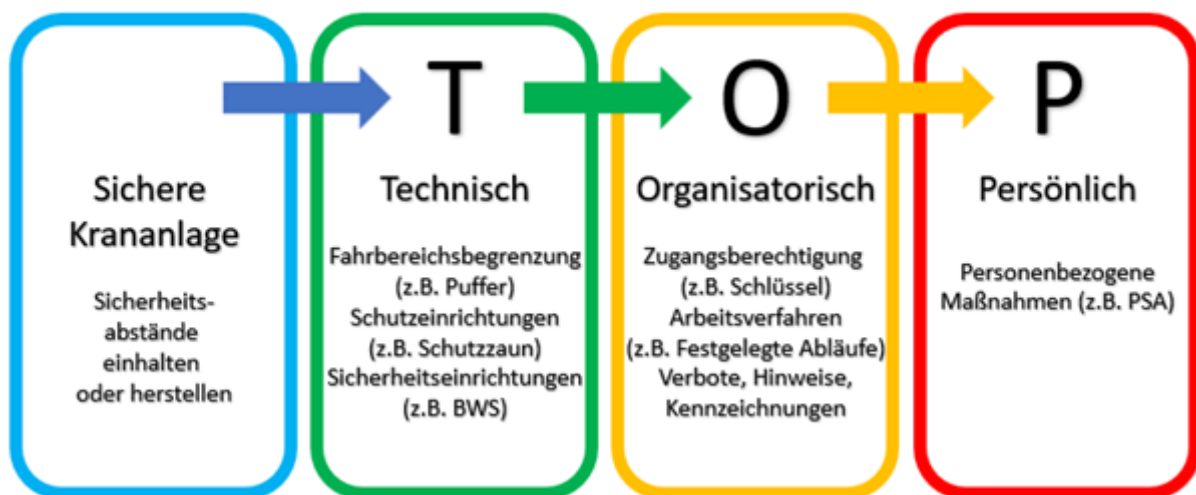 Sichere
Krananlage
Sicherheits-
abstände
einhalten
oder herstellen
T
Technisch
Fahrbereichsbegrenzung
(z.B. Puffer)
Schutzeinrichtungen
(z.B. Schutzzaun)
Sicherheitseinrichtungen
(z.B. BWS)
O
Organisatorisch
Zugangsberechtigung
(z.B. Schlüssel)
Arbeitsverfahren
(z.B. Festgelegte Abläufe)
Verbote, Hinweise,
Kennzeichnungen
P
Persönlich
Personenbezogene
Maßnahmen (z.B. PSA)